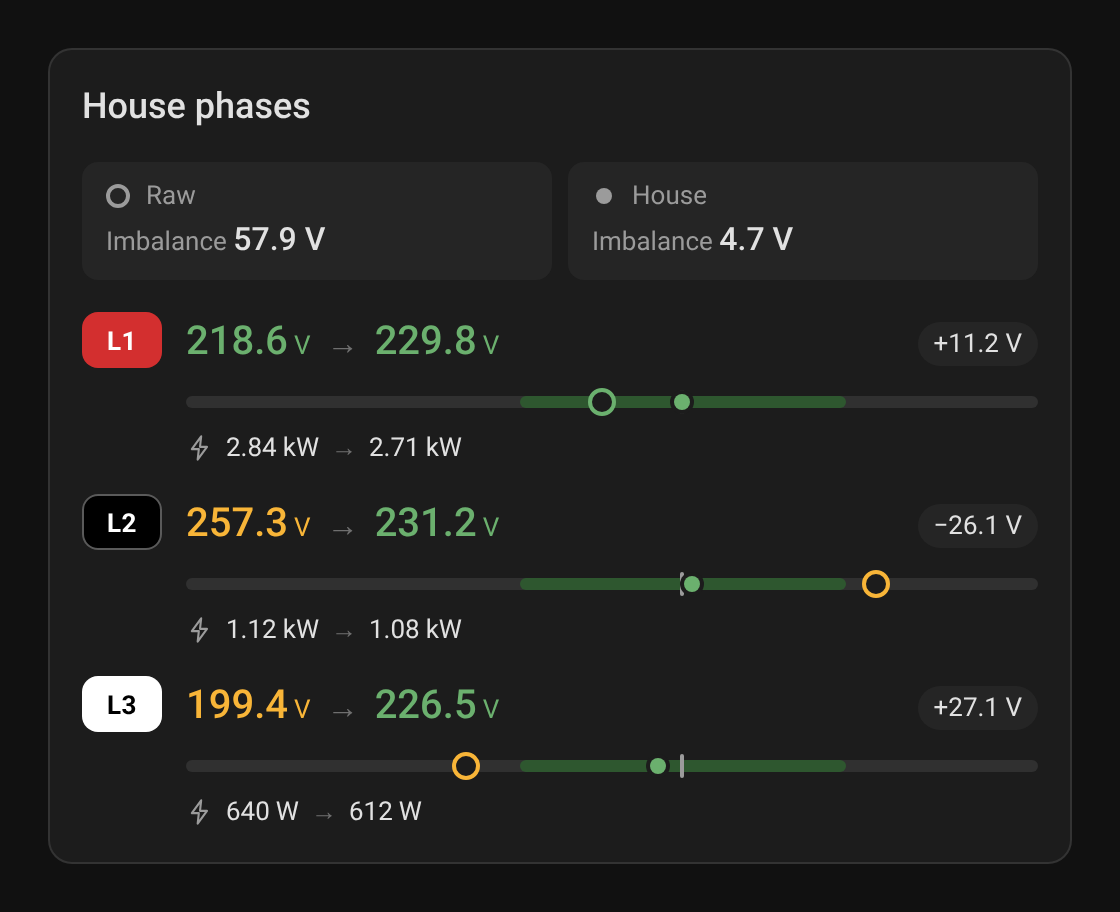 House phases
Raw
Imbalance 57.9 V
House
Imbalance 4.7 V
L1 218.6 V → 229.8 V +11.2 V
2.84 kW → 2.71 kW
L2 257.3 V → 231.2 V −26.1 V
1.12 kW → 1.08 kW
L3 199.4 V → 226.5 V +27.1 V
640 W → 612 W